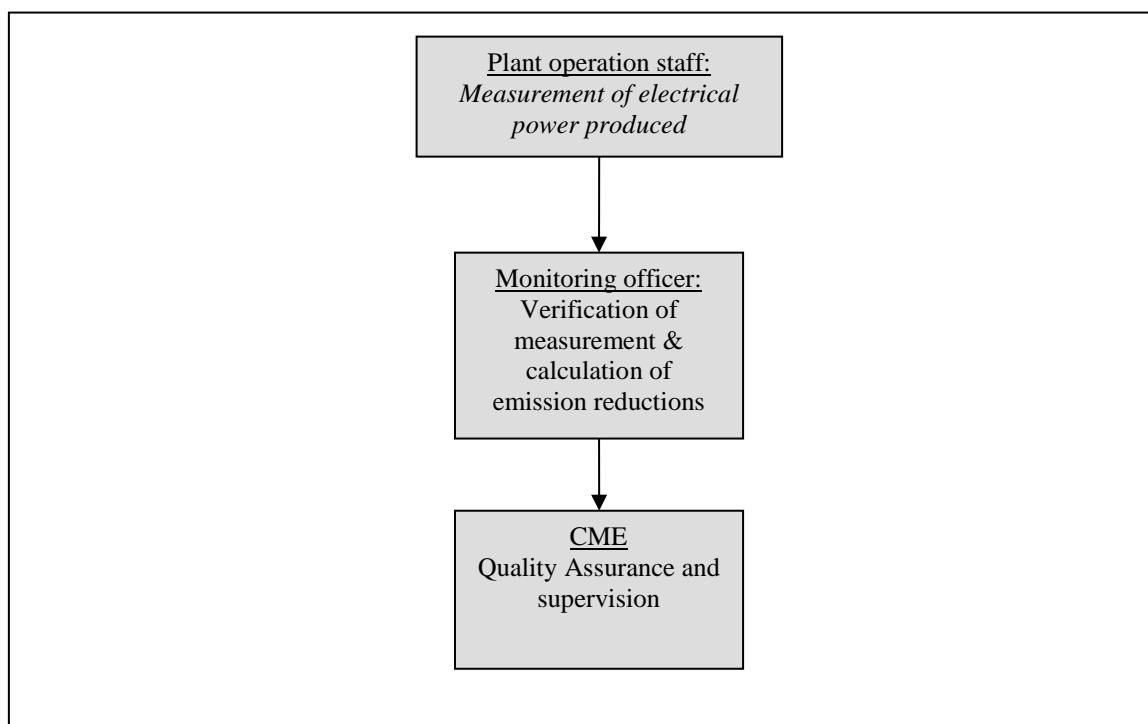 Plant operation staff:
Measurement of electrical
power produced
Monitoring officer:
Verification of
measurement &
calculation of
emission reductions
CME
Quality Assurance and
supervision